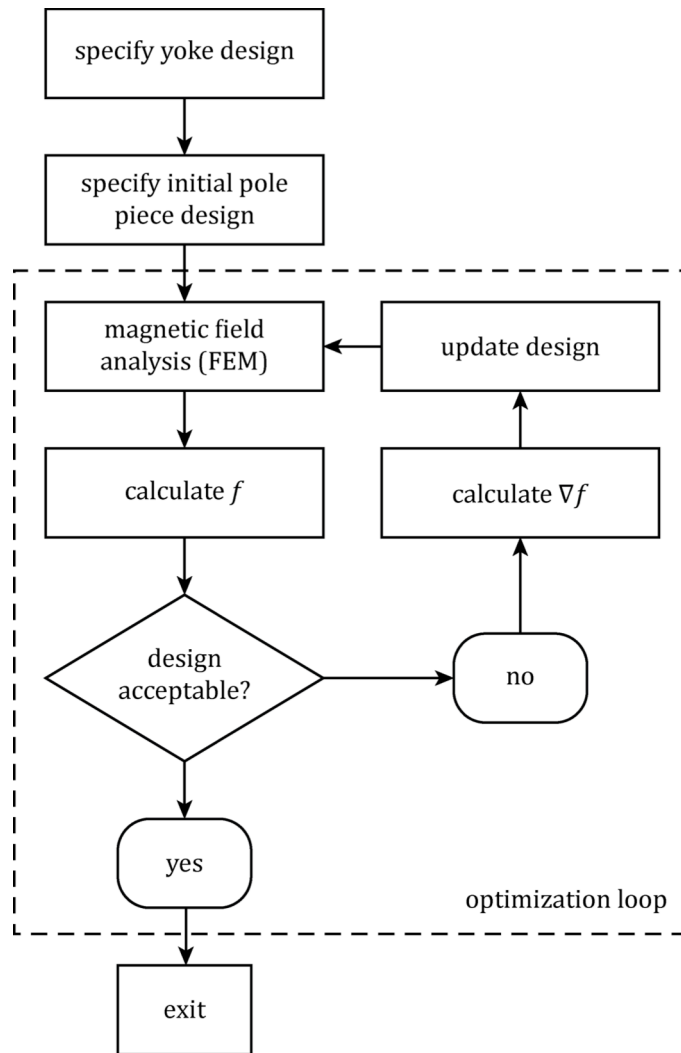 specify yoke design
specify initial pole
piece design
magnetic field
analysis (FEM)
update design
calculate f
calculate ∇f
design
acceptable?
no
yes
optimization loop
exit